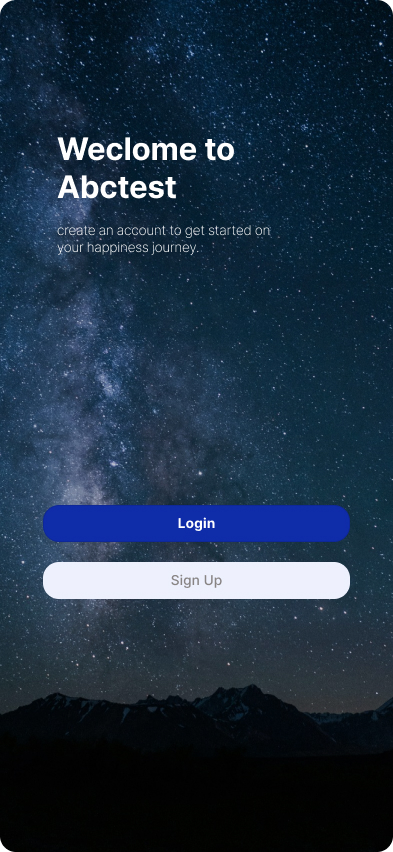 Weclome to
Abctest
create an account to get started on
your happiness journey.
Login
Sign Up